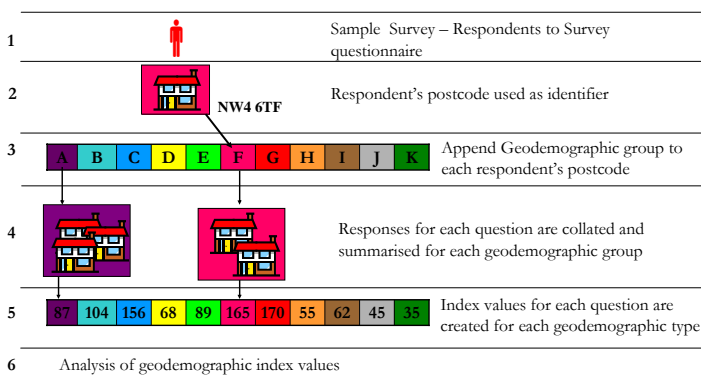 1
Sample Survey – Respondents to Survey
questionnaire
2
NW4 6TF
Respondent's postcode used as identifier
3
A B C D E F G H I J K
Append Geodemographic group to
each respondent's postcode
4
Responses for each question are collated and
summarised for each geodemographic group
5
87 104 156 68 89 165 170 55 62 45 35
Index values for each question are
created for each geodemographic type
6
Analysis of geodemographic index values